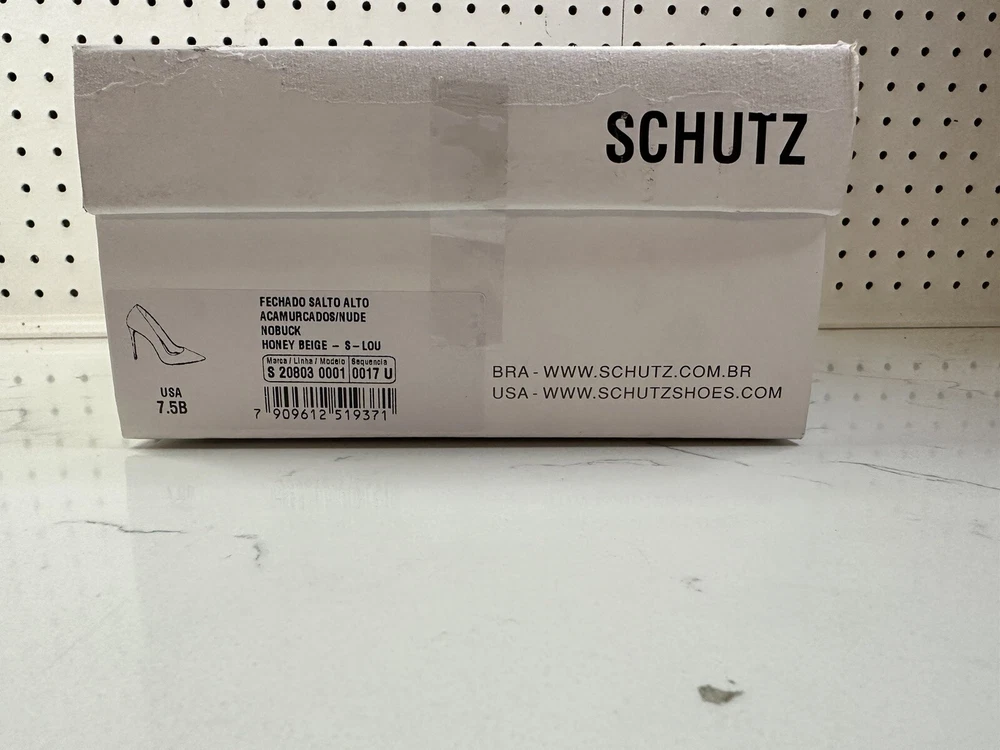 SCHUTZ
FECHADO SALTO ALTO
ACAMURCADOS/NUDE
NOBUCK
HONEY BEIGE - S-LOU
Marca / Linha / Modelo Sequencia
S 20803 0001 0017 U
7 909612 519371
USA
7.5B
BRA - WWW.SCHUTZ.COM.BR
USA - WWW.SCHUTZSHOES.COM